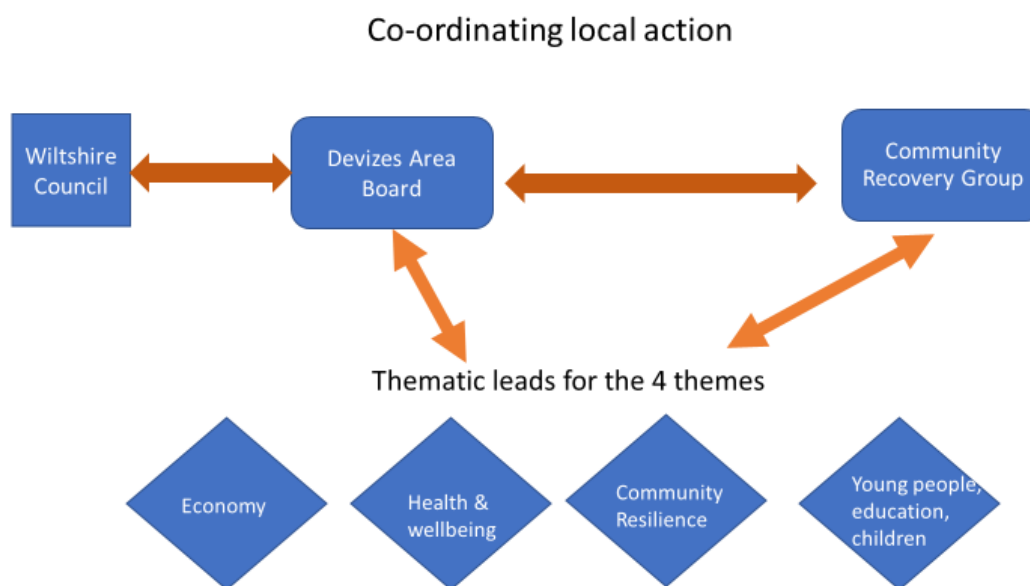 Co-ordinating local action
Wiltshire
Council
Devizes Area
Board
Community
Recovery Group
Thematic leads for the 4 themes
Economy
Health &
wellbeing
Community
Resilience
Young people,
education,
children